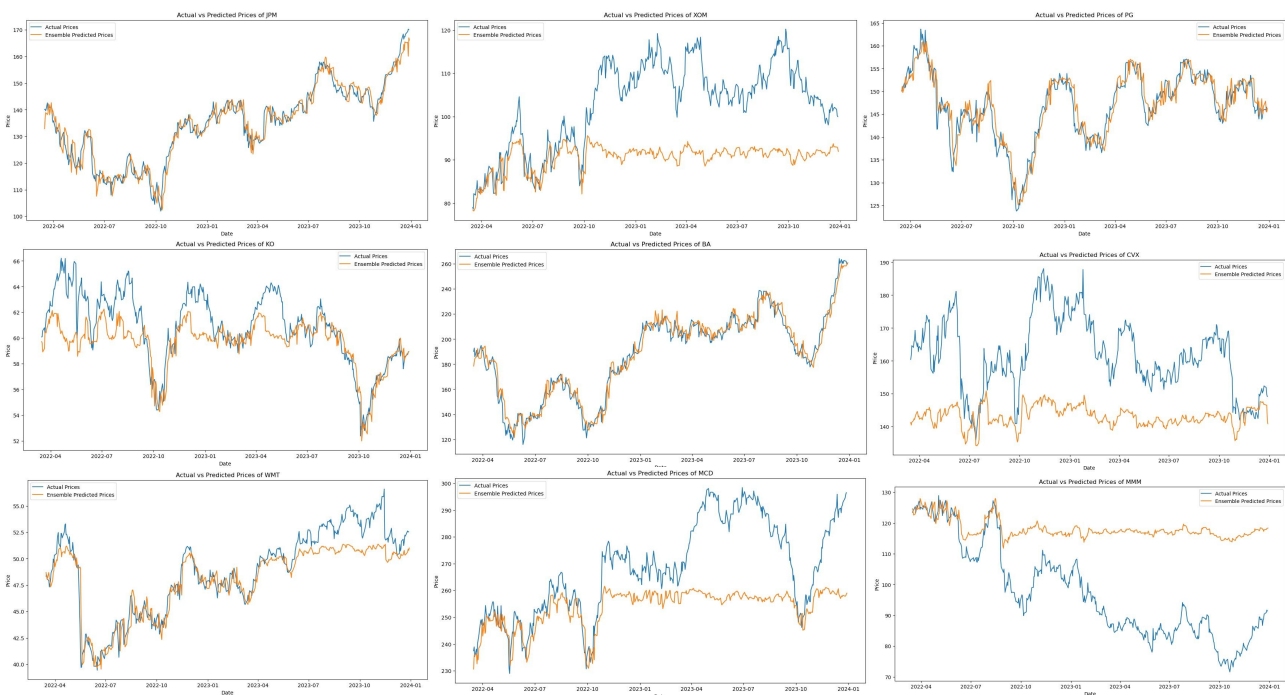 Actual vs Predicted Prices of JPM
Actual Prices
Ensemble Predicted Prices
Price
170
160
150
140
130
120
110
100
2022-04 2022-07 2022-10 2023-01 2023-04 2023-07 2023-10 2024-01
Date
Actual vs Predicted Prices of XOM
Actual Prices
Ensemble Predicted Prices
Price
120
110
100
90
80
2022-04 2022-07 2022-10 2023-01 2023-04 2023-07 2023-10 2024-01
Date
Actual vs Predicted Prices of PG
Actual Prices
Ensemble Predicted Prices
Price
165
160
155
150
145
140
135
130
125
2022-04 2022-07 2022-10 2023-01 2023-04 2023-07 2023-10 2024-01
Date
Actual vs Predicted Prices of KO
Actual Prices
Ensemble Predicted Prices
Price
66
64
62
60
58
56
54
52
2022-04 2022-07 2022-10 2023-01 2023-04 2023-07 2023-10 2024-01
Date
Actual vs Predicted Prices of BA
Actual Prices
Ensemble Predicted Prices
Price
260
240
220
200
180
160
140
120
2022-04 2022-07 2022-10 2023-01 2023-04 2023-07 2023-10 2024-01
Date
Actual vs Predicted Prices of CVX
Actual Prices
Ensemble Predicted Prices
Price
190
180
170
160
150
140
2022-04 2022-07 2022-10 2023-01 2023-04 2023-07 2023-10 2024-01
Date
Actual vs Predicted Prices of WMT
Actual Prices
Ensemble Predicted Prices
Price
55.0
52.5
50.0
47.5
45.0
42.5
40.0
2022-04 2022-07 2022-10 2023-01 2023-04 2023-07 2023-10 2024-01
Date
Actual vs Predicted Prices of MCD
Actual Prices
Ensemble Predicted Prices
Price
300
290
280
270
260
250
240
230
2022-04 2022-07 2022-10 2023-01 2023-04 2023-07 2023-10 2024-01
Date
Actual vs Predicted Prices of MMM
Actual Prices
Ensemble Predicted Prices
Price
130
120
110
100
90
80
70
2022-04 2022-07 2022-10 2023-01 2023-04 2023-07 2023-10 2024-01
Date